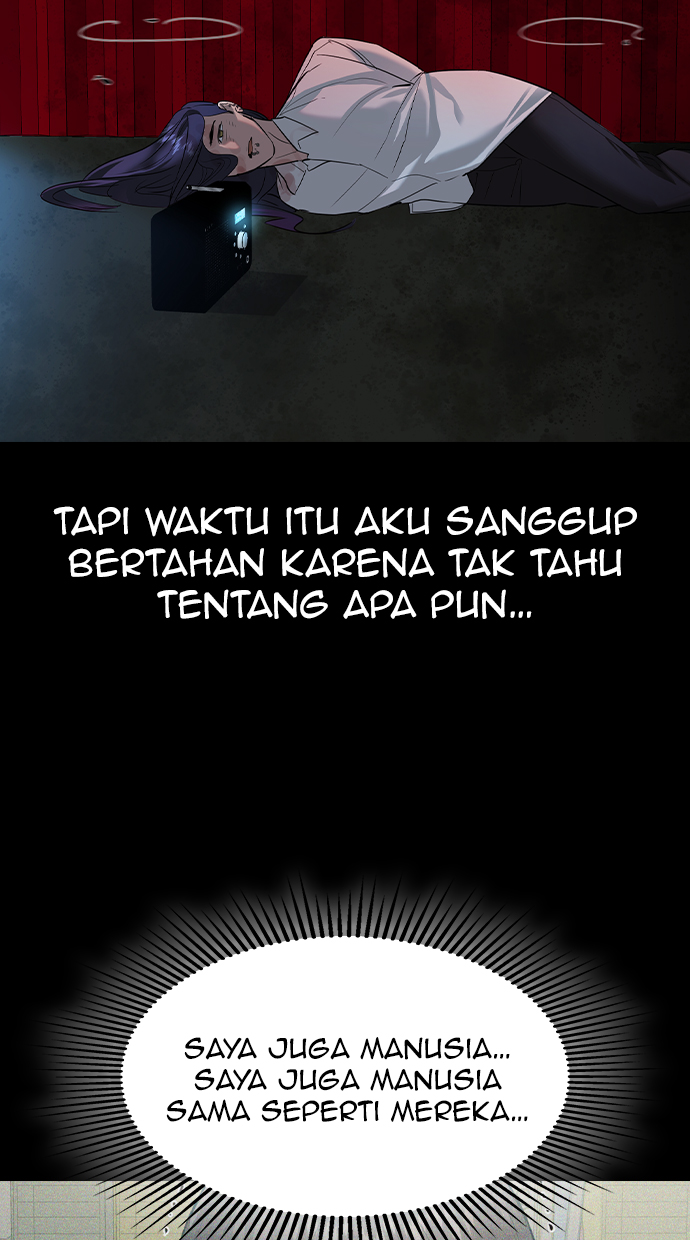 TAPI WAKTU ITU AKU SANGGUP
BERTAHAN KARENA TAK TAHU
TENTANG APA PUN...
SAYA JUGA MANUSIA...
SAYA JUGA MANUSIA
SAMA SEPERTI MEREKA...